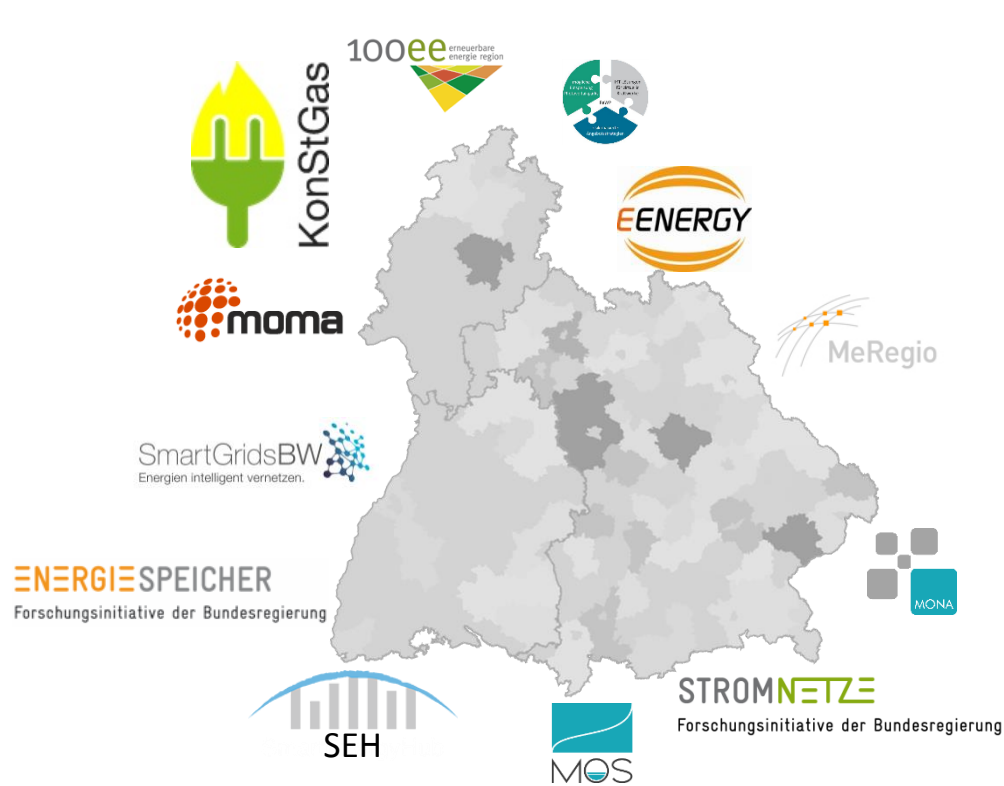 100ee erneuerbare
energie region
KonStGas
EENERGY
moma
MeRegio
SmartGridsBW
Energien intelligent vernetzen.
ENERGIESPEICHER
Forschungsinitiative der Bundesregierung
MONA
STROMNETZE
Forschungsinitiative der Bundesregierung
SEH
MOS